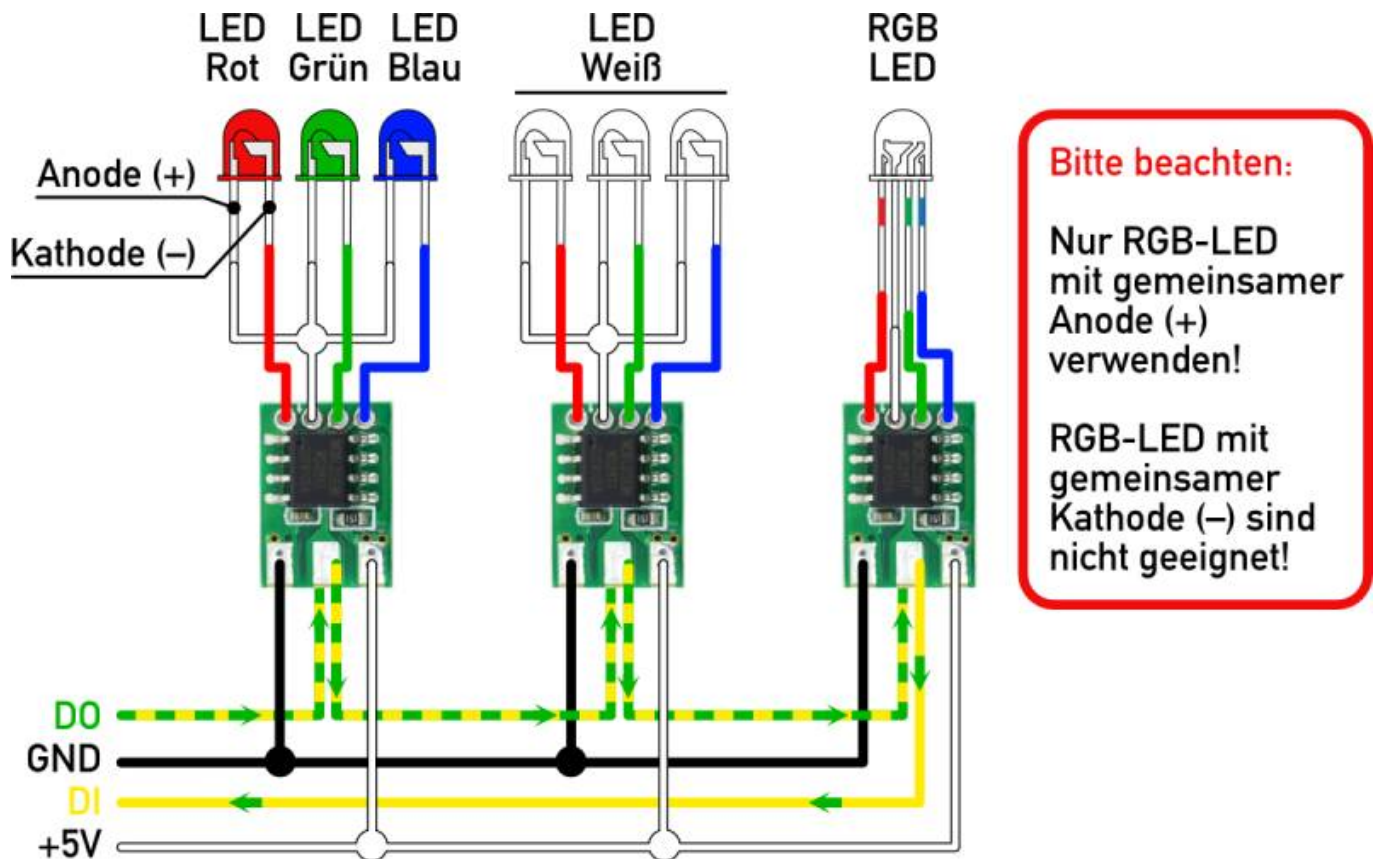 LED
Rot
LED
Grün
LED
Blau
LED
Weiß
RGB
LED
Anode (+)
Kathode (–)
Bitte beachten:
Nur RGB-LED
mit gemeinsamer
Anode (+)
verwenden!
RGB-LED mit
gemeinsamer
Kathode (–) sind
nicht geeignet!
DO
GND
DI
+5V